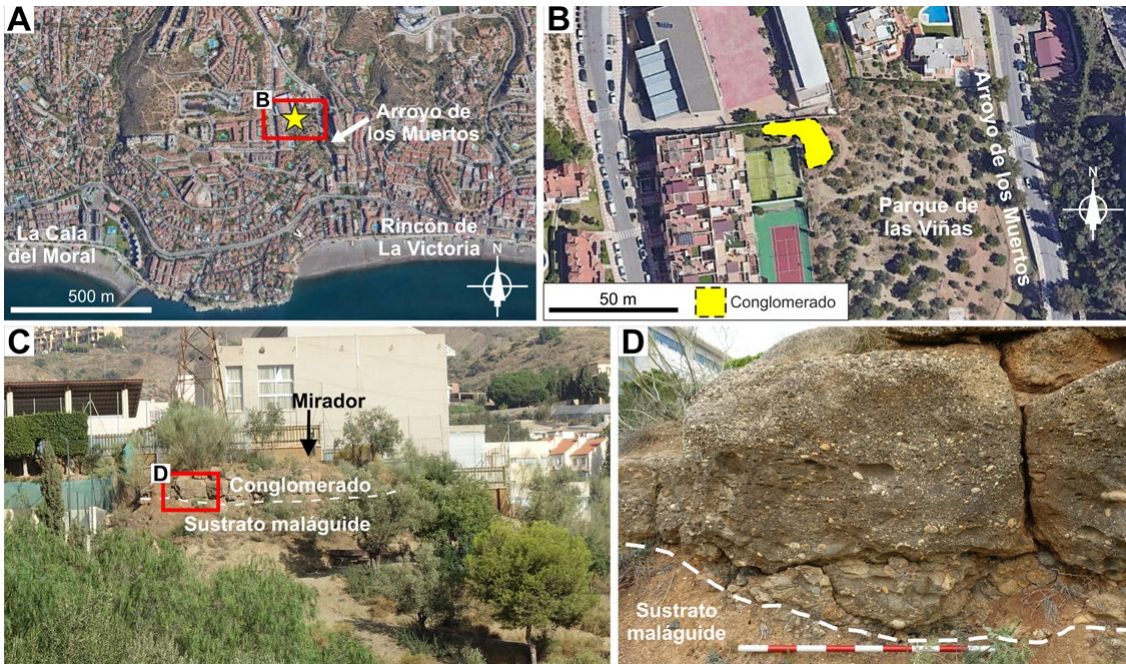 A
B
Arroyo de
los Muertos
La Cala
del Moral
Rincón de
La Victoria
N
500 m
B
Arroyo de los Muertos
Parque de
las Viñas
N
50 m
Conglomerado
C
Mirador
D
Conglomerado
Sustrato maláguide
D
Sustrato
maláguide